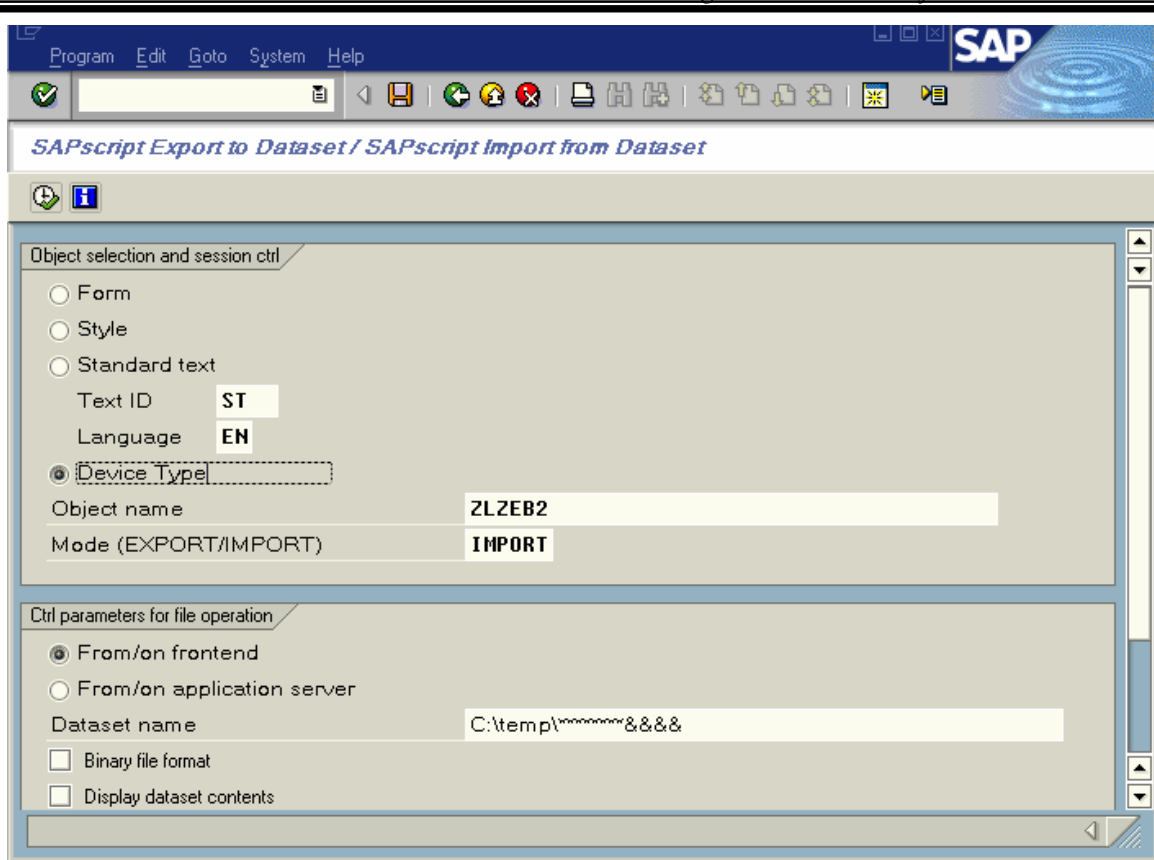 Program Edit Goto System Help
SAP
SAPscript Export to Dataset / SAPscript Import from Dataset
Object selection and session ctrl
Form
Style
Standard text
Text ID ST
Language EN
Device Type
Object name ZLZEB2
Mode (EXPORT/IMPORT) IMPORT
Ctrl parameters for file operation
From/on frontend
From/on application server
Dataset name C:\temp\********&&&&
Binary file format
Display dataset contents